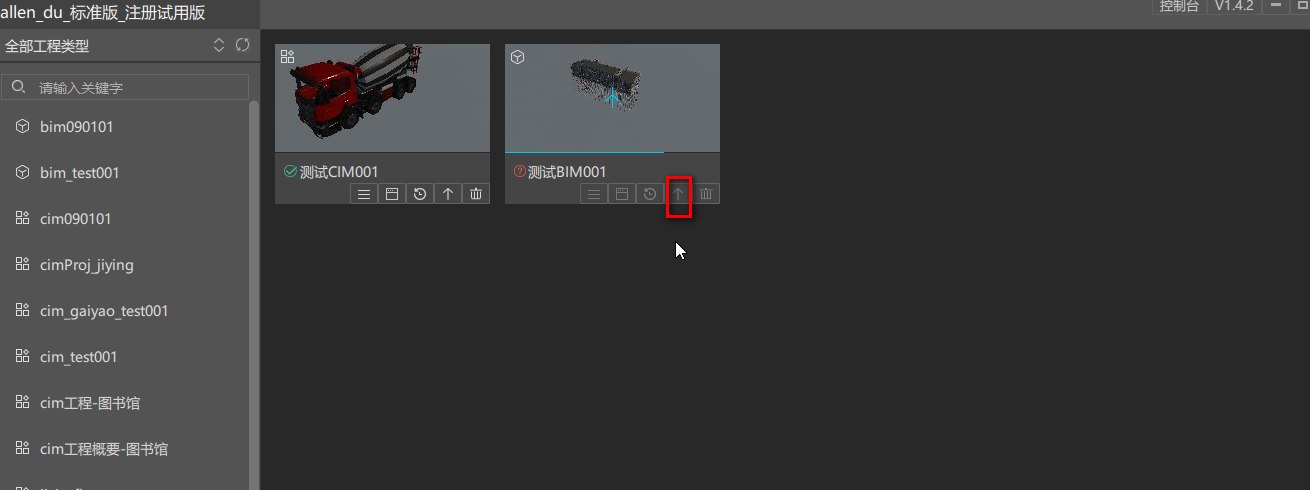 allen_du_标准版_注册试用版
控制台 V1.4.2
全部工程类型
请输入关键字
bim090101
bim_test001
cim090101
cimProj_jiying
cim_gaiyao_test001
cim_test001
cim工程-图书馆
cim工程概要-图书馆
测试CIM001
测试BIM001